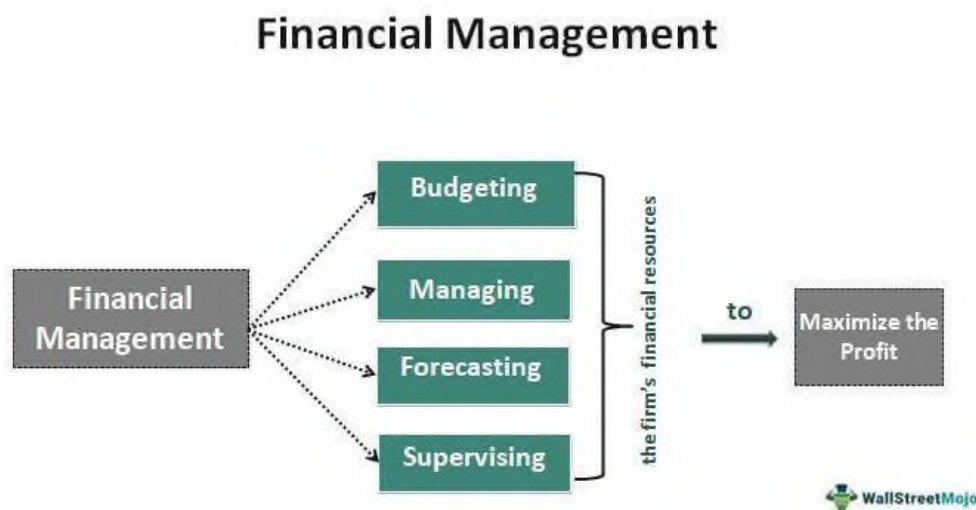 Financial Management
Budgeting
Managing
Forecasting
Supervising
Financial
Management
the firm's financial resources
to
Maximize the
Profit
WallStreetMojo